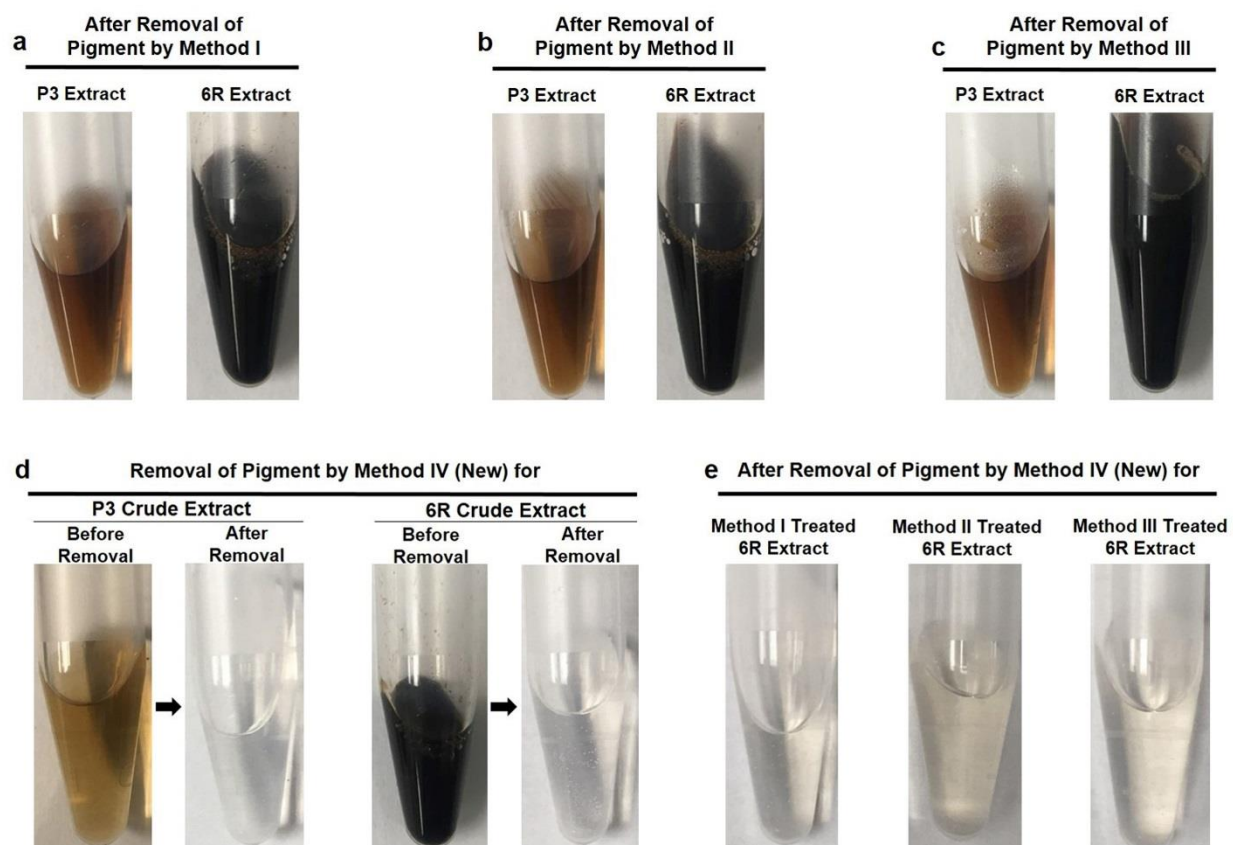 a
After Removal of
Pigment by Method I
P3 Extract
6R Extract
b
After Removal of
Pigment by Method II
P3 Extract
6R Extract
c
After Removal of
Pigment by Method III
P3 Extract
6R Extract
d
Removal of Pigment by Method IV (New) for
P3 Crude Extract
Before
Removal
After
Removal
6R Crude Extract
Before
Removal
After
Removal
e
After Removal of Pigment by Method IV (New) for
Method I Treated
6R Extract
Method II Treated
6R Extract
Method III Treated
6R Extract